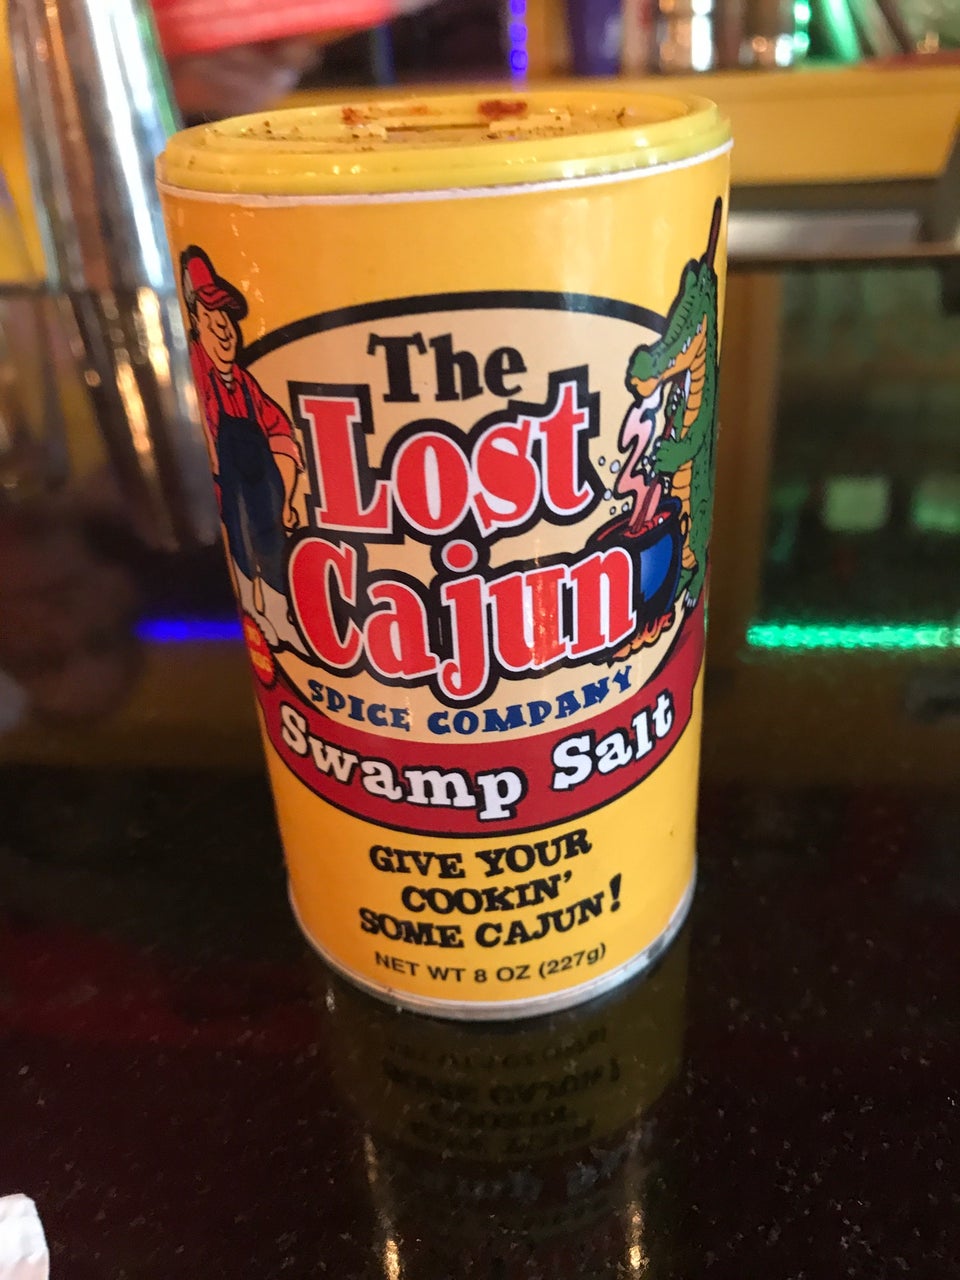 The
Lost
Cajun
SPICE COMPANY
Swamp Salt
GIVE YOUR
COOKIN'
SOME CAJUN!
NET WT 8 OZ (227g)